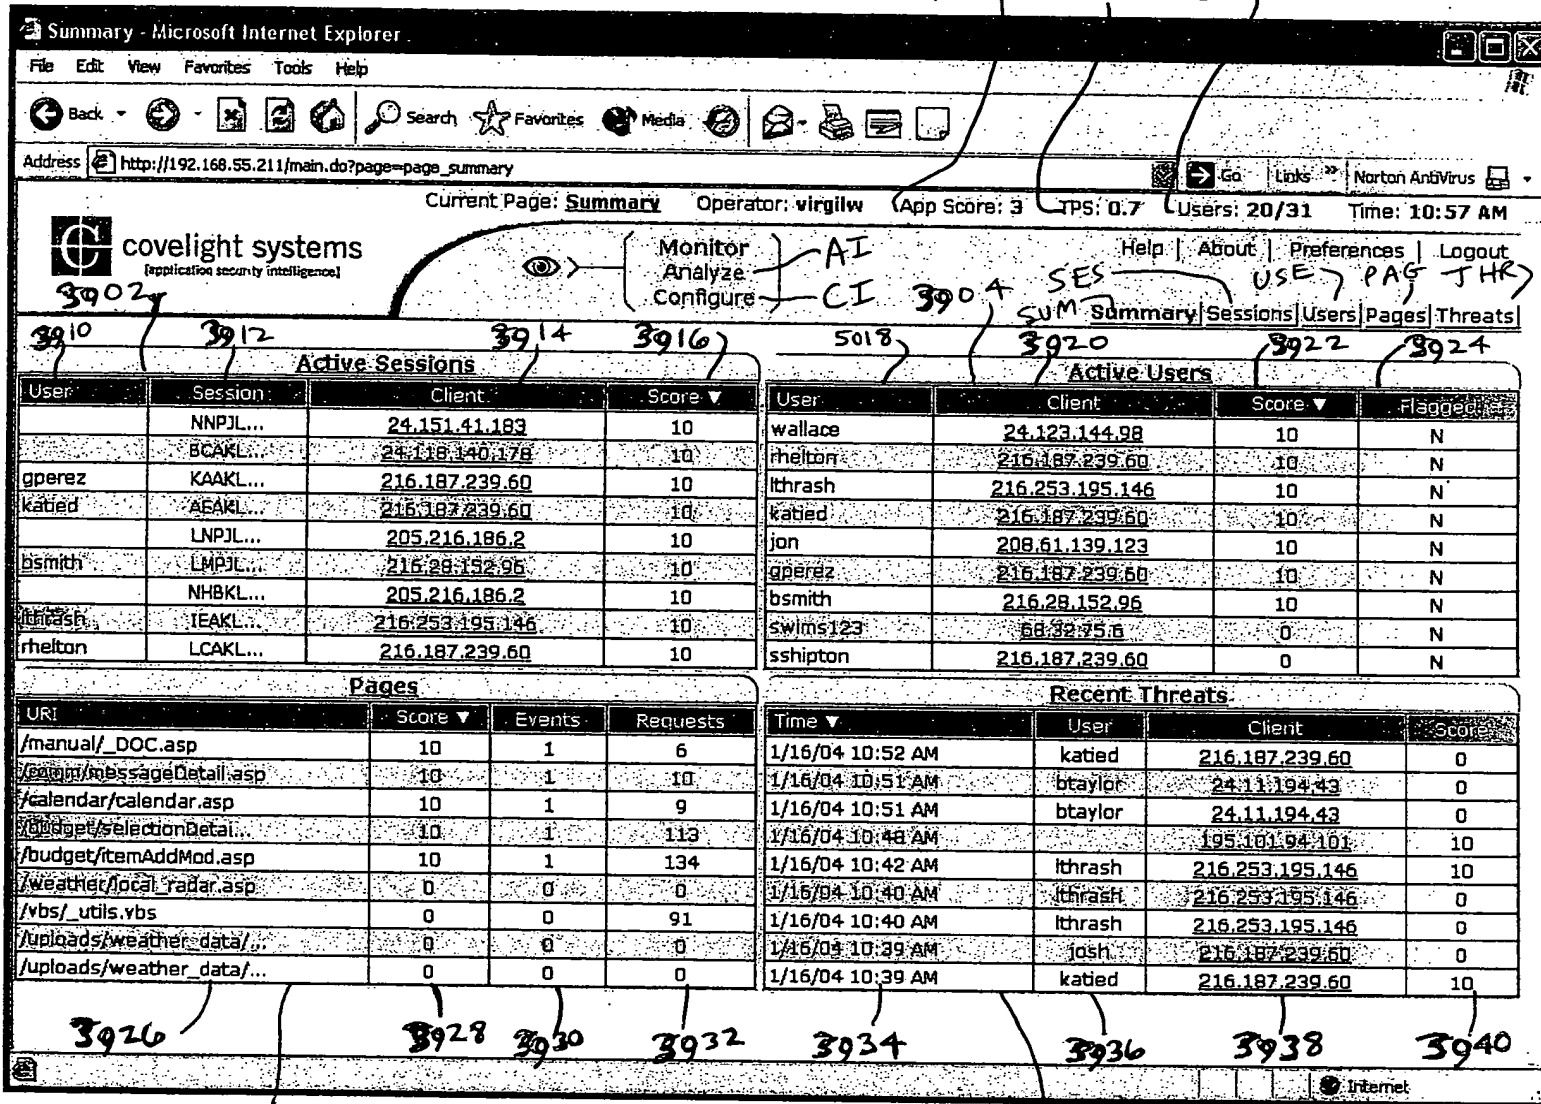 Summary - Microsoft Internet Explorer
File Edit View Favorites Tools Help
Back Search Favorites Media
Address http://192.168.55.211/main.do?page=page_summary Go Links » Norton AntiVirus
Current Page: Summary Operator: virgilw App Score: 3 TPS: 0.7 Users: 20/31 Time: 10:57 AM
covelight systems
[application security intelligence]
Monitor
Analyze AI
Configure CI
Help | About | Preferences | Logout
3902 3904 SES USE PAG THR
SUM Summary|Sessions|Users|Pages|Threats|
3910 3912 3914 3916 5018 3920 3922 3924
Active Sessions
User Session Client Score ▼
NNPJL... 24.151.41.183 10
BCAKL... 24.118.140.178 10
gperez KAAKL... 216.187.239.60 10
katied AEAKL... 216.187.239.60 10
LNPJL... 205.216.186.2 10
bsmith LMPJL... 216.28.152.96 10
NHBKL... 205.216.186.2 10
lthrash IEAKL... 216.253.195.146 10
rhelton LCAKL... 216.187.239.60 10
Active Users
User Client Score ▼ Flagged
wallace 24.123.144.98 10 N
rhelton 216.187.239.60 10 N
lthrash 216.253.195.146 10 N
katied 216.187.239.60 10 N
jon 208.61.139.123 10 N
gperez 216.187.239.60 10 N
bsmith 216.28.152.96 10 N
swims123 68.32.75.6 0 N
sshipton 216.187.239.60 0 N
Pages
URI Score ▼ Events Requests
/manual/_DOC.asp 10 1 6
/comm/messageDetail.asp 10 1 10
/calendar/calendar.asp 10 1 9
/budget/selectionDetai... 10 1 113
/budget/itemAddMod.asp 10 1 134
/weather/local_radar.asp 0 0 0
/vbs/_utils.vbs 0 0 91
/uploads/weather_data/... 0 0 0
/uploads/weather_data/... 0 0 0
Recent Threats
Time ▼ User Client Score
1/16/04 10:52 AM katied 216.187.239.60 0
1/16/04 10:51 AM btaylor 24.11.194.43 0
1/16/04 10:51 AM btaylor 24.11.194.43 0
1/16/04 10:48 AM 195.101.94.101 10
1/16/04 10:42 AM lthrash 216.253.195.146 10
1/16/04 10:40 AM lthrash 216.253.195.146 0
1/16/04 10:40 AM lthrash 216.253.195.146 0
1/16/04 10:39 AM josh 216.187.239.60 0
1/16/04 10:39 AM katied 216.187.239.60 10
3926 3928 3930 3932 3934 3936 3938 3940
Internet